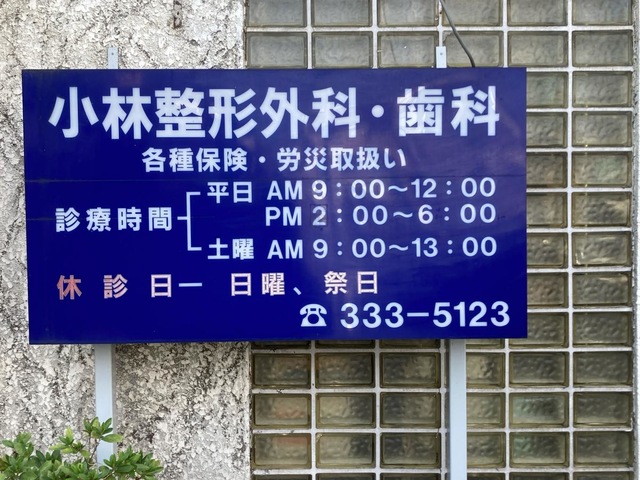 小林整形外科・歯科
各種保険・労災取扱い
診療時間 平日 AM 9：00〜12：00
PM 2：00〜6：00
土曜 AM 9：00〜13：00
休診日ー 日曜、祭日
☎ 333-5123